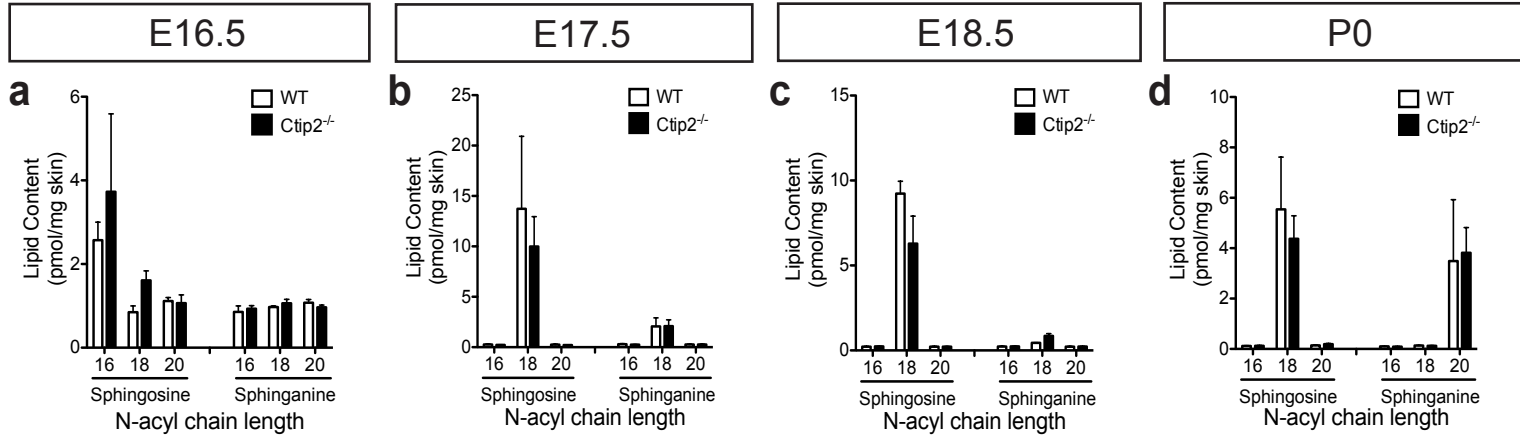 E16.5
E17.5
E18.5
P0
a
Lipid Content
(pmol/mg skin)
6
4
2
0
WT
Ctip2-/-
16 18 20 16 18 20
Sphingosine Sphinganine
N-acyl chain length
b
Lipid Content
(pmol/mg skin)
25
20
15
10
5
0
WT
Ctip2-/-
16 18 20 16 18 20
Sphingosine Sphinganine
N-acyl chain length
c
Lipid Content
(pmol/mg skin)
15
10
5
0
WT
Ctip2-/-
16 18 20 16 18 20
Sphingosine Sphinganine
N-acyl chain length
d
Lipid Content
(pmol/mg skin)
10
8
6
4
2
0
WT
Ctip2-/-
16 18 20 16 18 20
Sphingosine Sphinganine
N-acyl chain length